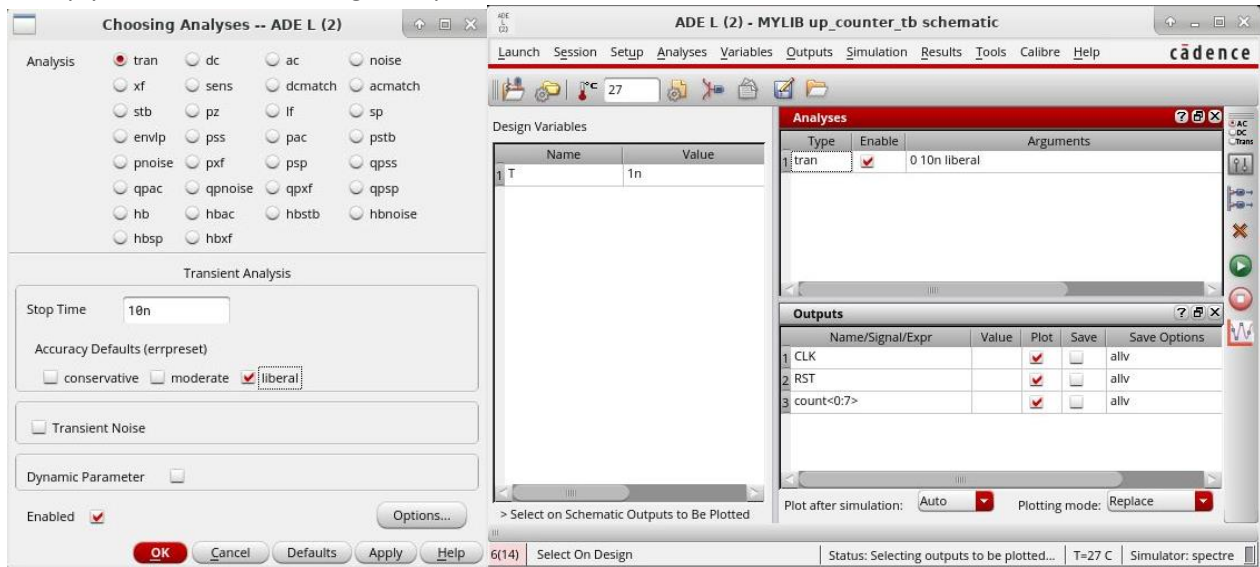 Choosing Analyses -- ADE L (2)
Analysis
tran dc ac noise
xf sens dcmatch acmatch
stb pz lf sp
envlp pss pac pstb
pnoise pxf psp qpss
qpac qpnoise qpxf qpsp
hb hbac hbstb hbnoise
hbsp hbxf
Transient Analysis
Stop Time 10n
Accuracy Defaults (errpreset)
conservative moderate liberal
Transient Noise
Dynamic Parameter
Enabled Options...
OK Cancel Defaults Apply Help
ADE L (2)
ADE L (2) - MYLIB up_counter_tb schematic
Launch Session Setup Analyses Variables Outputs Simulation Results Tools Calibre Help cādence
°C 27
Design Variables
Name Value
1 T 1n
> Select on Schematic Outputs to Be Plotted
Analyses
Type Enable Arguments
1 tran 0 10n liberal
Outputs
Name/Signal/Expr Value Plot Save Save Options
1 CLK allv
2 RST allv
3 count<0:7> allv
Plot after simulation: Auto Plotting mode: Replace
AC
DC
Trans
6(14) Select On Design Status: Selecting outputs to be plotted... T=27 C Simulator: spectre